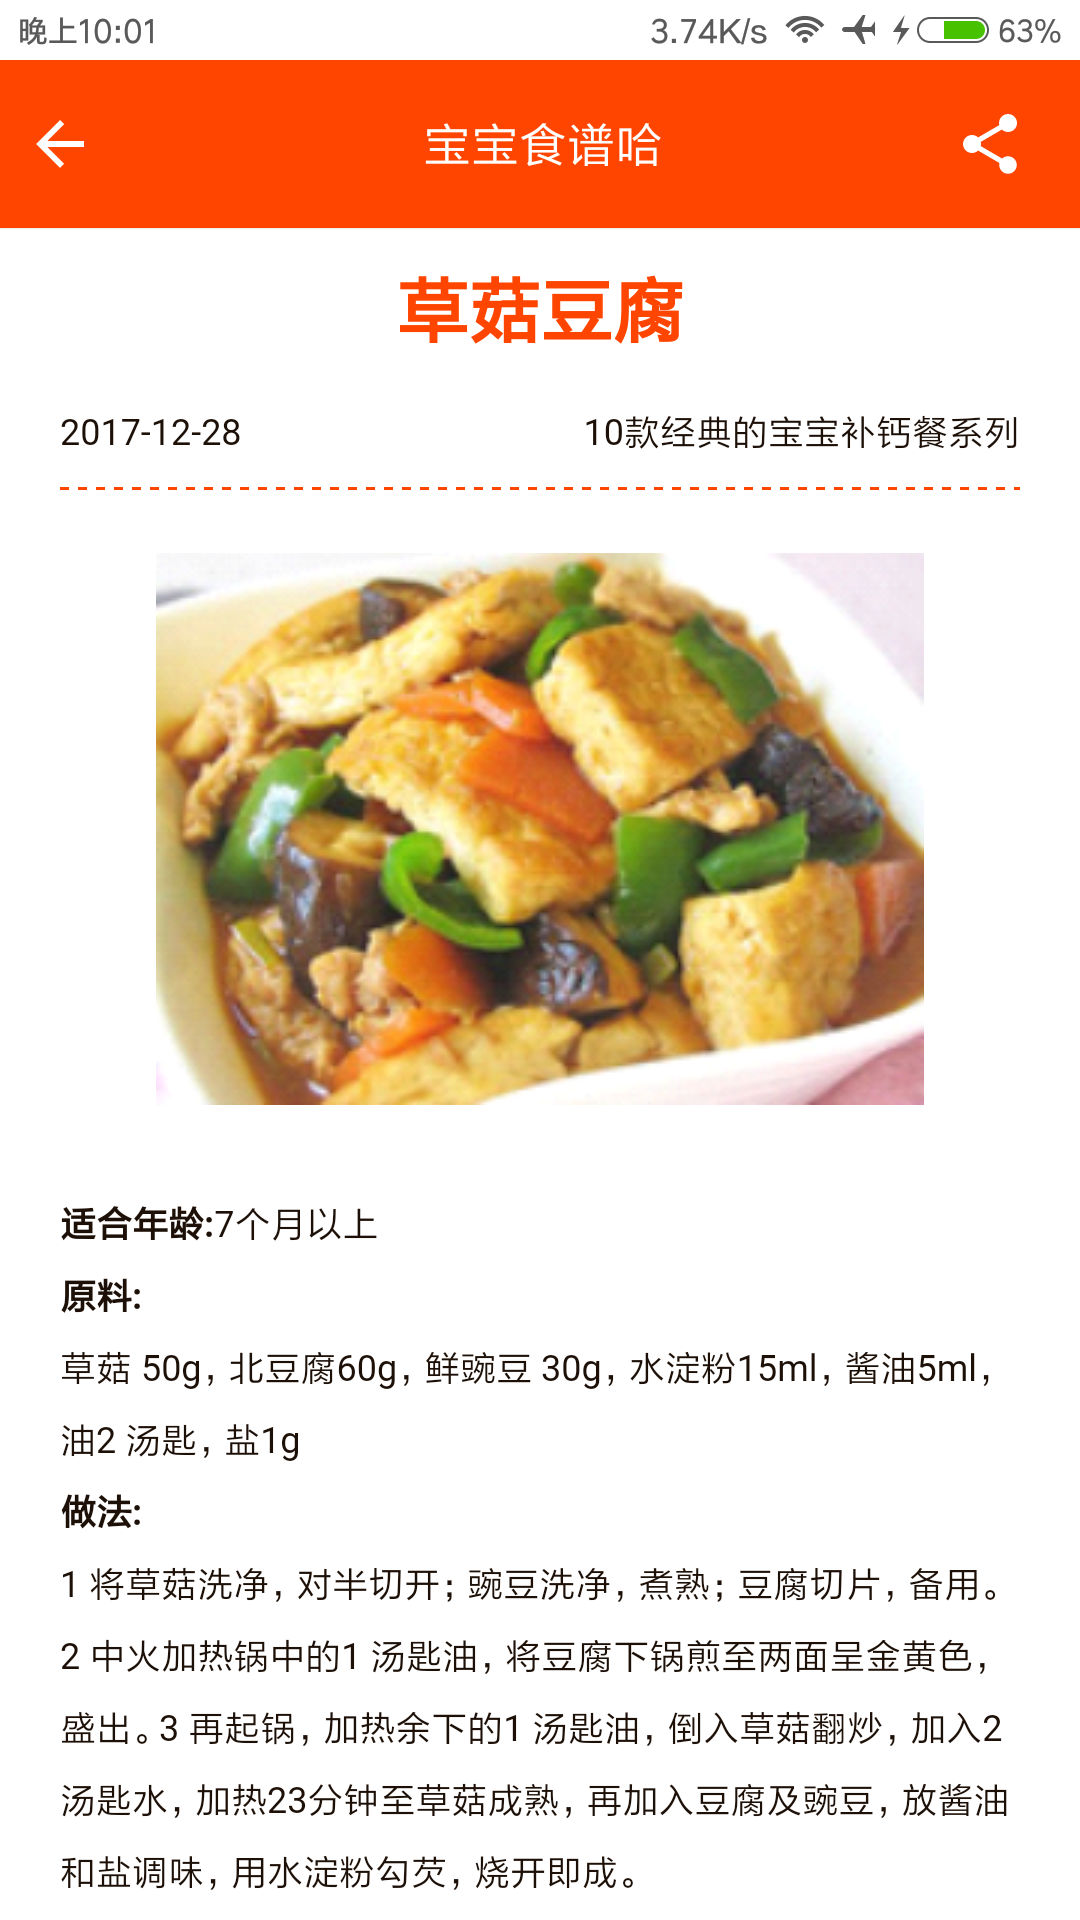 晚上10:01 3.74K/s 63%
宝宝食谱哈
草菇豆腐
2017-12-28 10款经典的宝宝补钙餐系列
适合年龄:7个月以上
原料:
草菇 50g，北豆腐60g，鲜豌豆 30g，水淀粉15ml，酱油5ml，
油2 汤匙，盐1g
做法:
1 将草菇洗净，对半切开；豌豆洗净，煮熟；豆腐切片，备用。
2 中火加热锅中的1 汤匙油，将豆腐下锅煎至两面呈金黄色，
盛出。3 再起锅，加热余下的1 汤匙油，倒入草菇翻炒，加入2
汤匙水，加热23分钟至草菇成熟，再加入豆腐及豌豆，放酱油
和盐调味，用水淀粉勾芡，烧开即成。